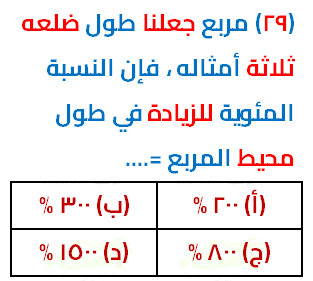 (٢٩) مربع جعلنا طول ضلعه
ثلاثة أمثاله ، فإن النسبة
المئوية للزيادة في طول
محيط المربع =....
(أ) ٢٠٠ % (ب) ٣٠٠ %
(ج) ٨٠٠ % (د) ١٥٠٠ %